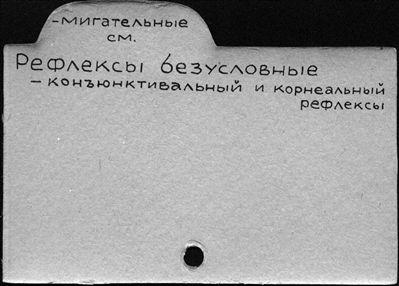 -мигательные
см.
Рефлексы безусловные
- конъюнктивальный и корнеальный
рефлексы